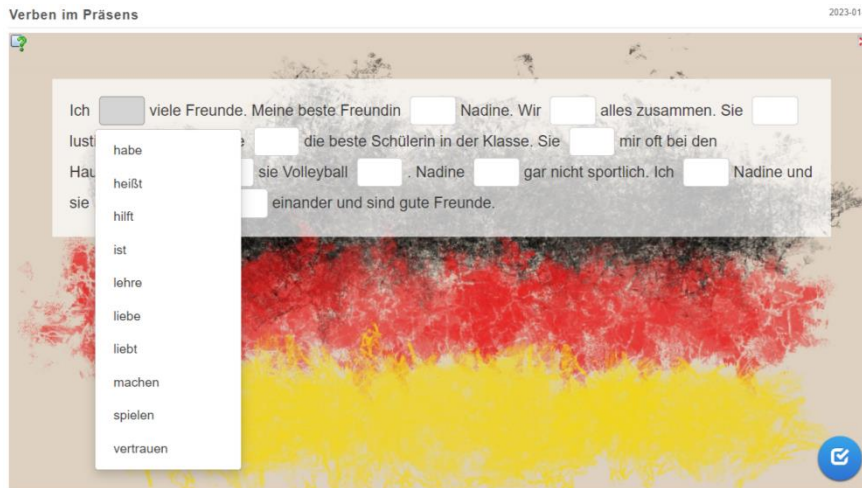 Verben im Präsens
2023-01
Ich viele Freunde. Meine beste Freundin Nadine. Wir alles zusammen. Sie
die beste Schülerin in der Klasse. Sie mir oft bei den
sie Volleyball . Nadine gar nicht sportlich. Ich Nadine und
sie einander und sind gute Freunde.
habe
heißt
hilft
ist
lehre
liebe
liebt
machen
spielen
vertrauen